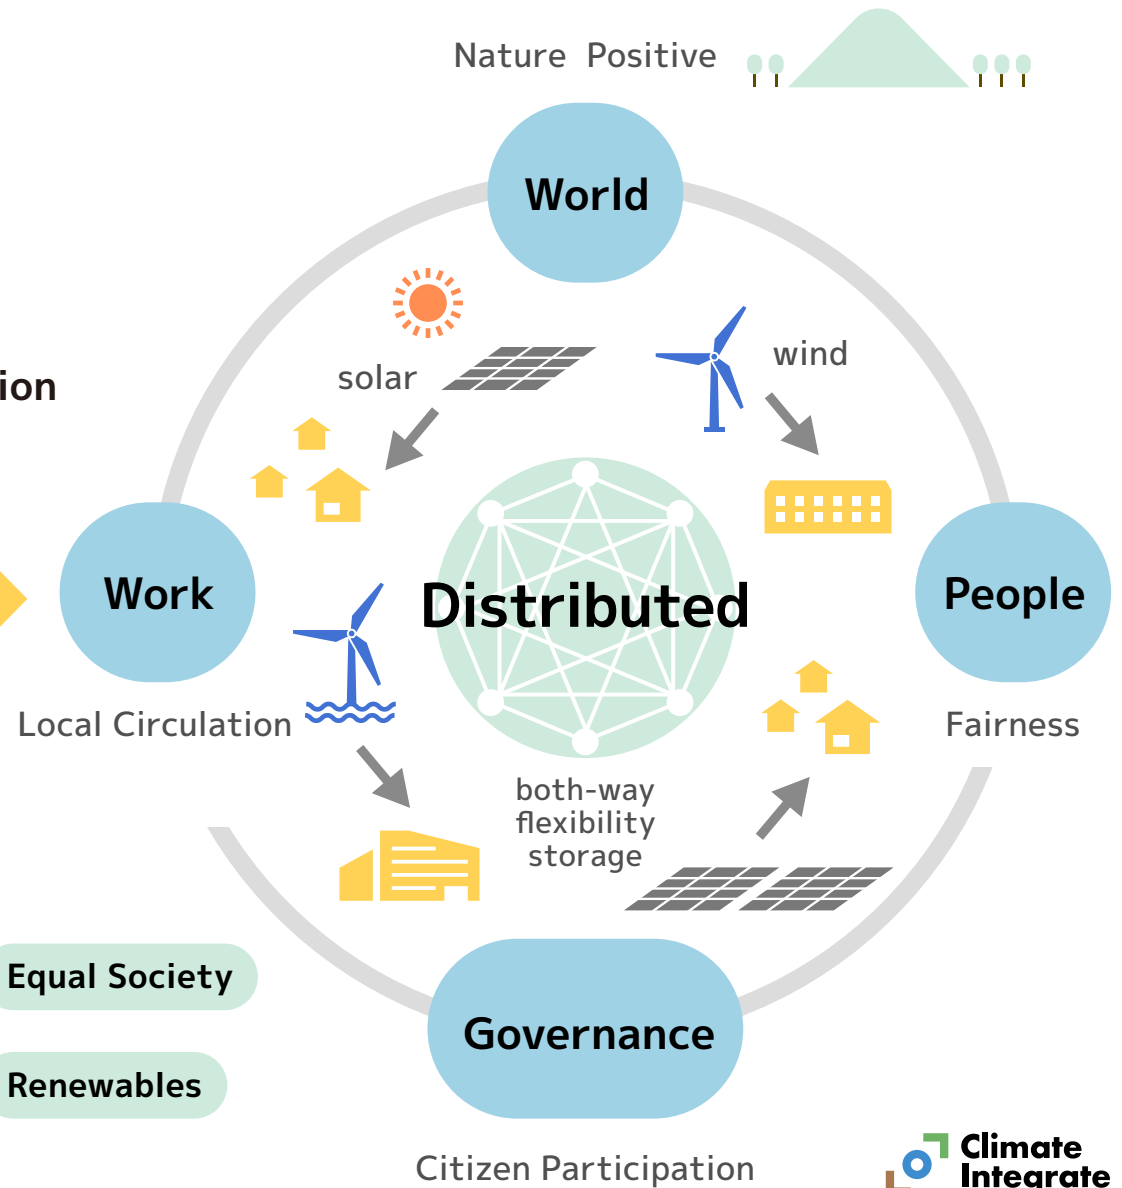 Nature Positive
World
solar
wind
ion
Distributed
Work
People
Local Circulation
Fairness
both-way
flexibility
storage
Equal Society
Governance
Renewables
Citizen Participation
Climate
Integrate